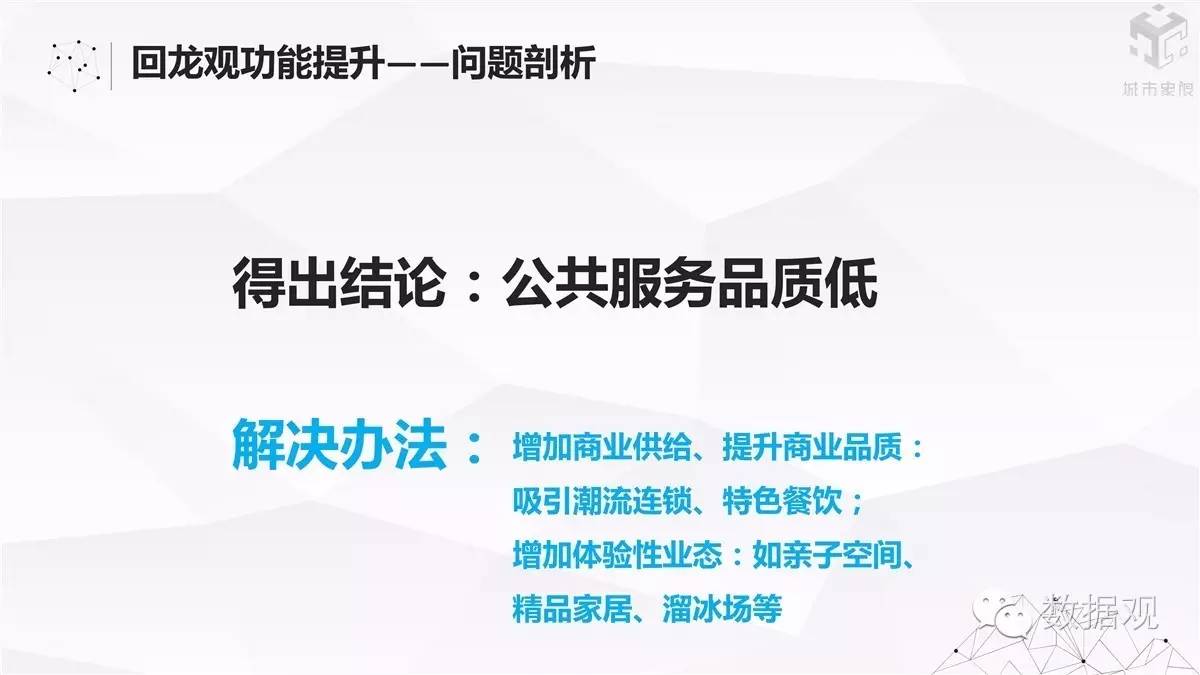 回龙观功能提升——问题剖析
城市象限
得出结论：公共服务品质低
解决办法：
增加商业供给、提升商业品质：
吸引潮流连锁、特色餐饮；
增加体验性业态：如亲子空间、
精品家居、溜冰场等
数据观